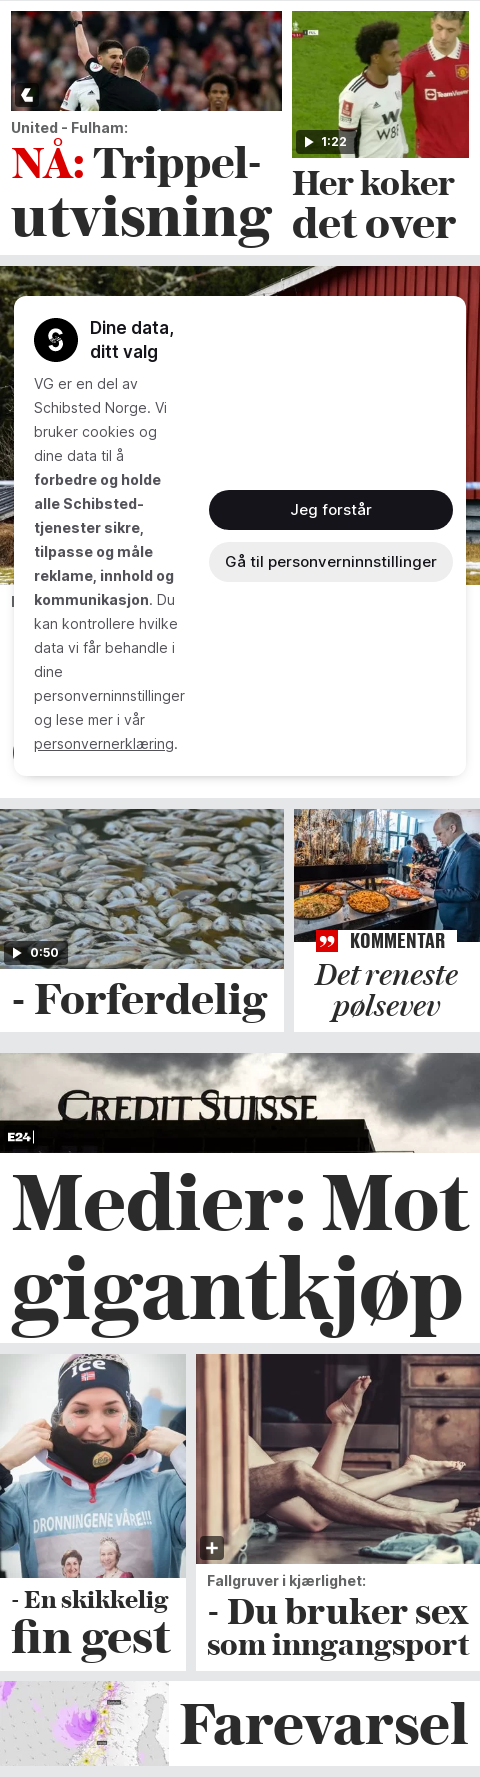 United - Fulham:
NÅ: Trippel-
utvisning
1:22
Her koker
det over
Dine data,
ditt valg
VG er en del av
Schibsted Norge. Vi
bruker cookies og
dine data til å
forbedre og holde
alle Schibsted-
tjenester sikre,
tilpasse og måle
reklame, innhold og
kommunikasjon. Du
kan kontrollere hvilke
data vi får behandle i
dine
personverninnstillinger
og lese mer i vår
personvernerklæring.
Jeg forstår
Gå til personverninnstillinger
0:50
- Forferdelig
KOMMENTAR
Det reneste
pølsevev
CREDIT SUISSE
E24
Medier: Mot
gigantkjøp
ice
DRONNINGENE VÅRE!!!
- En skikkelig
fin gest
Fallgruver i kjærlighet:
- Du bruker sex
som inngangsport
Farevarsel